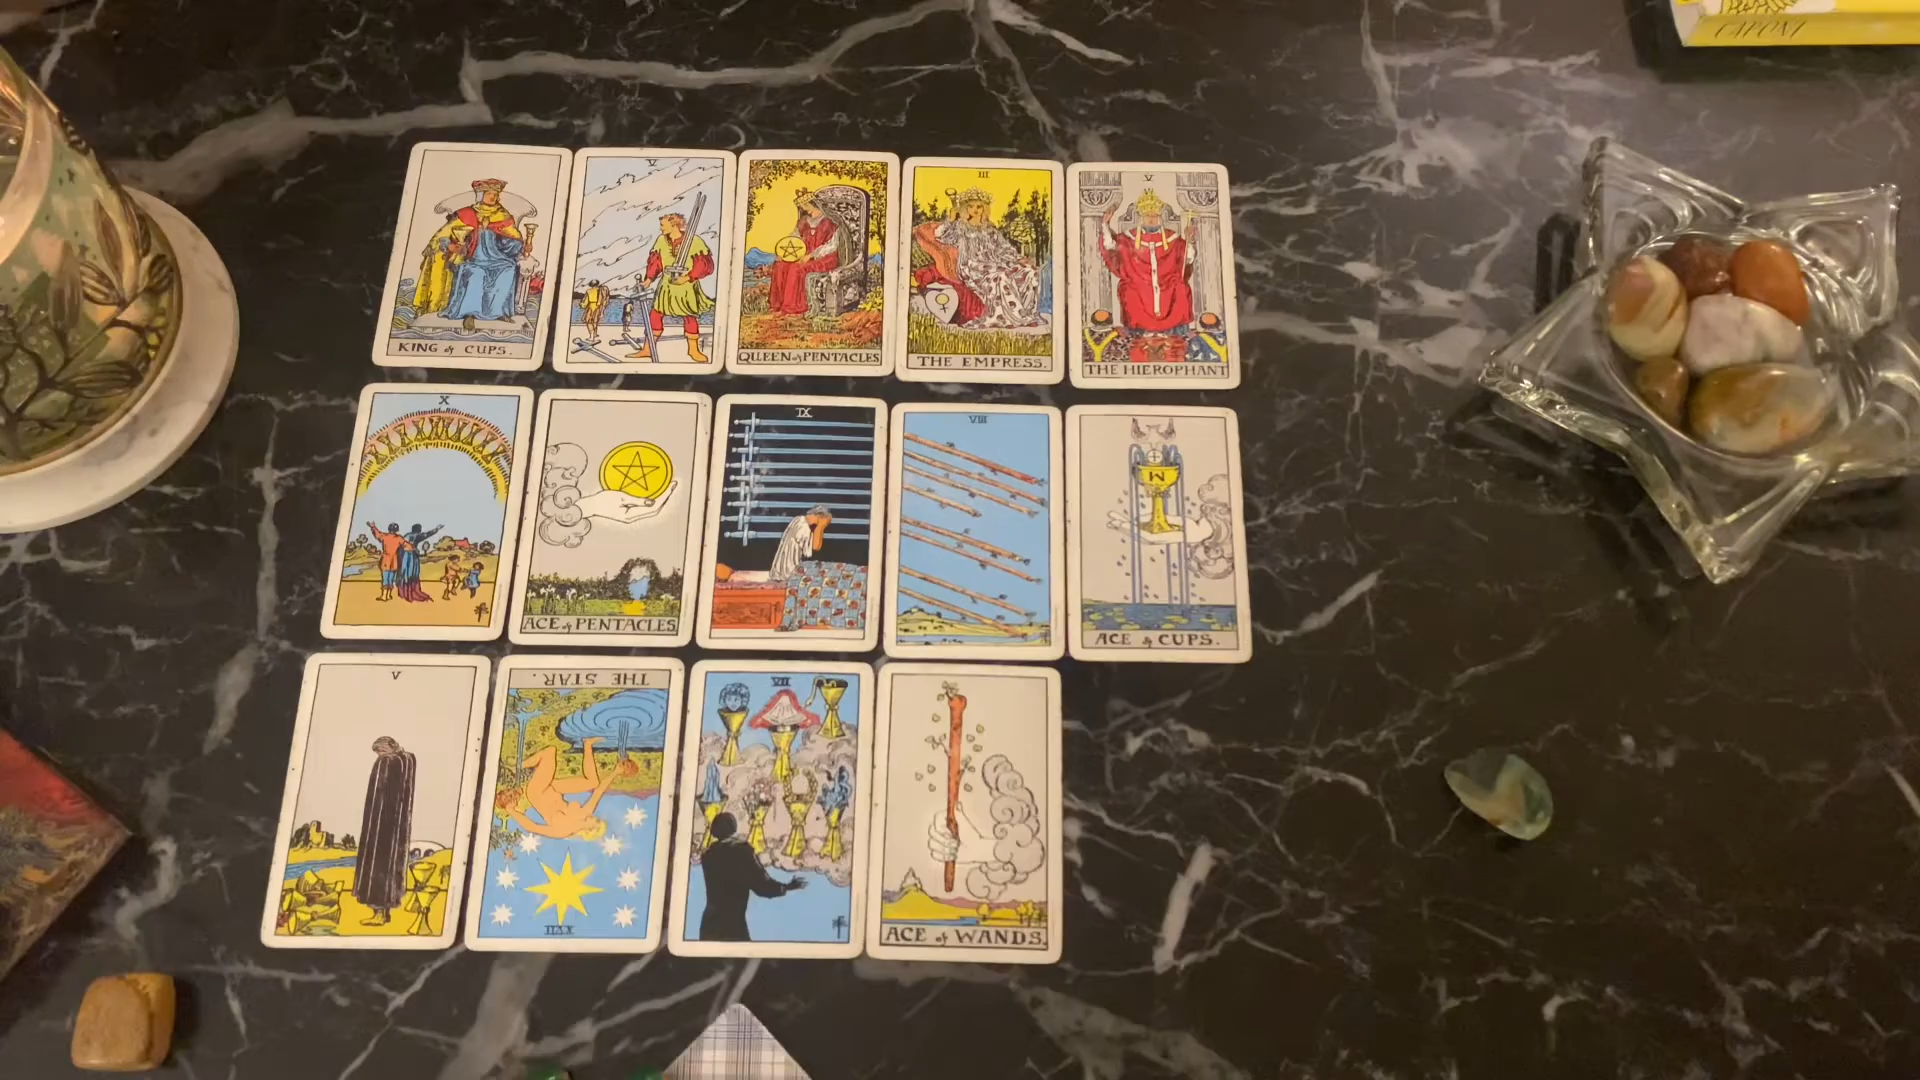 CAPONI
KING of CUPS.
V
QUEEN of PENTACLES
III
THE EMPRESS.
V
THE HIEROPHANT
X
ACE of PENTACLES
IX
VIII
ACE of CUPS.
V
THE STAR.
XVII
VII
ACE of WANDS.